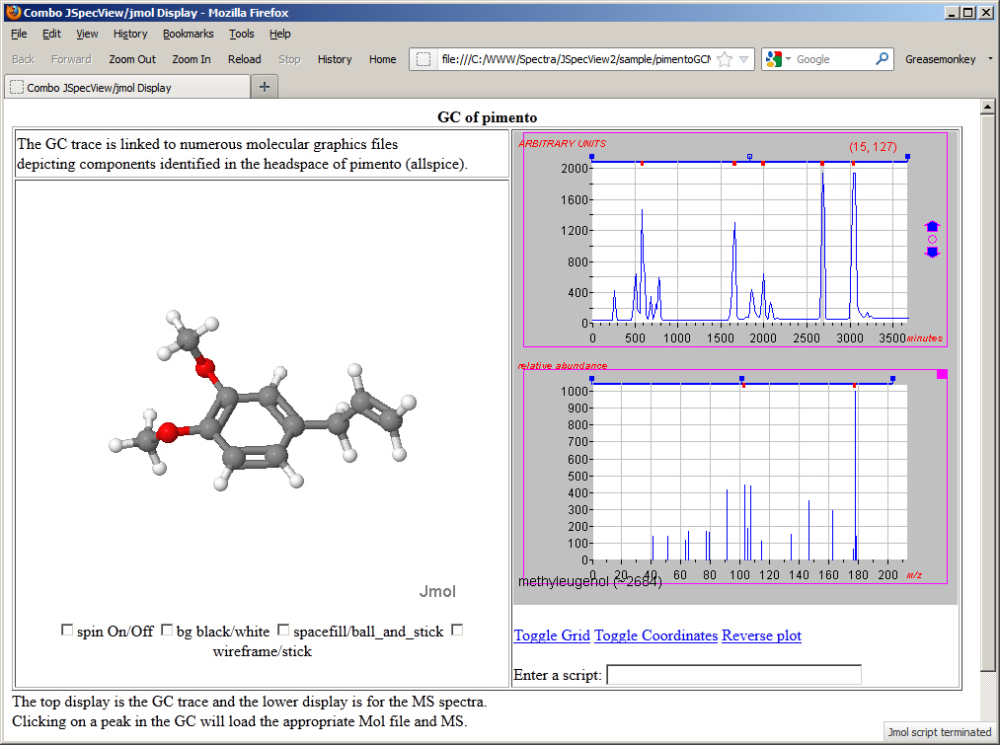 Combo JSpecView/jmol Display - Mozilla Firefox
File Edit View History Bookmarks Tools Help
Back Forward Zoom Out Zoom In Reload Stop History Home file:///C:/WWW/Spectra/JSpecView2/sample/pimentoGCM Google Greasemonkey
Combo JSpecView/jmol Display
GC of pimento
The GC trace is linked to numerous molecular graphics files
depicting components identified in the headspace of pimento (allspice).
Jmol
spin On/Off bg black/white spacefill/ball_and_stick
wireframe/stick
ARBITRARY UNITS
(15, 127)
2000
1600
1200
800
400
0
0 500 1000 1500 2000 2500 3000 3500 minutes
relative abundance
1000
900
800
700
600
500
400
300
200
100
0
0 20 40 60 80 100 120 140 160 180 200 m/z
methyleugenol (~2684)
Toggle Grid Toggle Coordinates Reverse plot
Enter a script:
The top display is the GC trace and the lower display is for the MS spectra.
Clicking on a peak in the GC will load the appropriate Mol file and MS.
Jmol script terminated